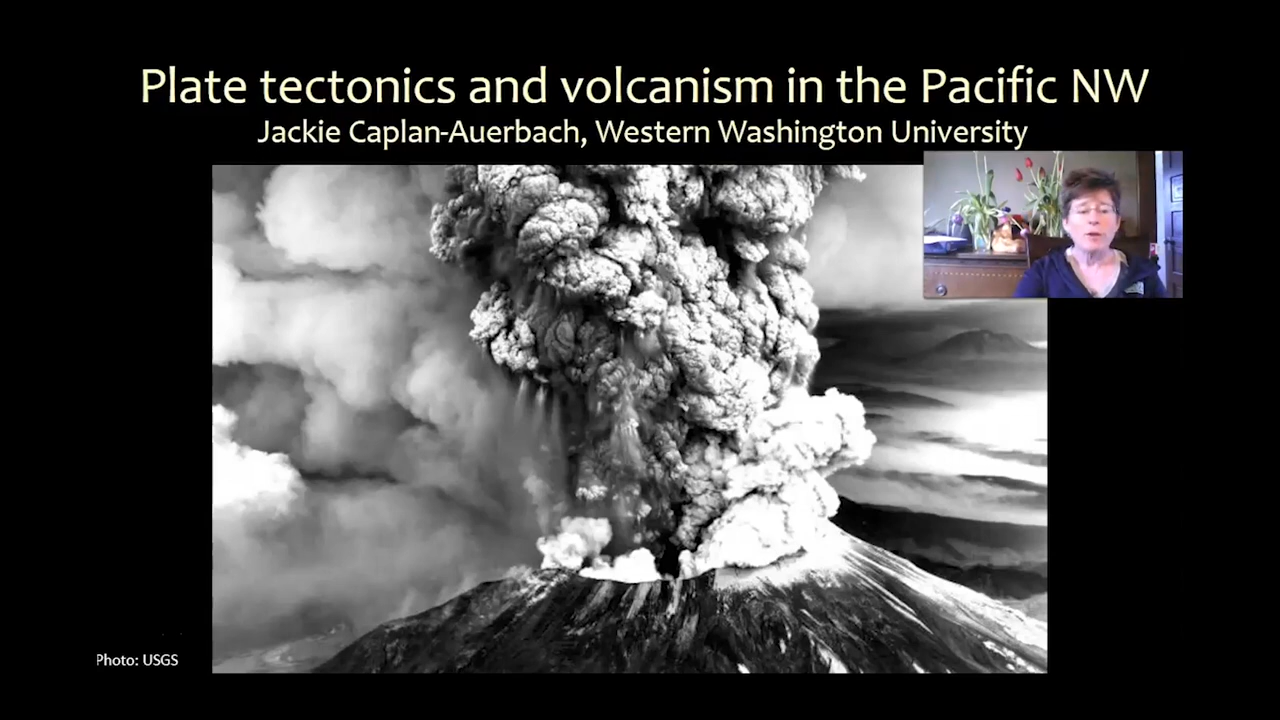 Plate tectonics and volcanism in the Pacific NW
Jackie Caplan-Auerbach, Western Washington University
Photo: USGS